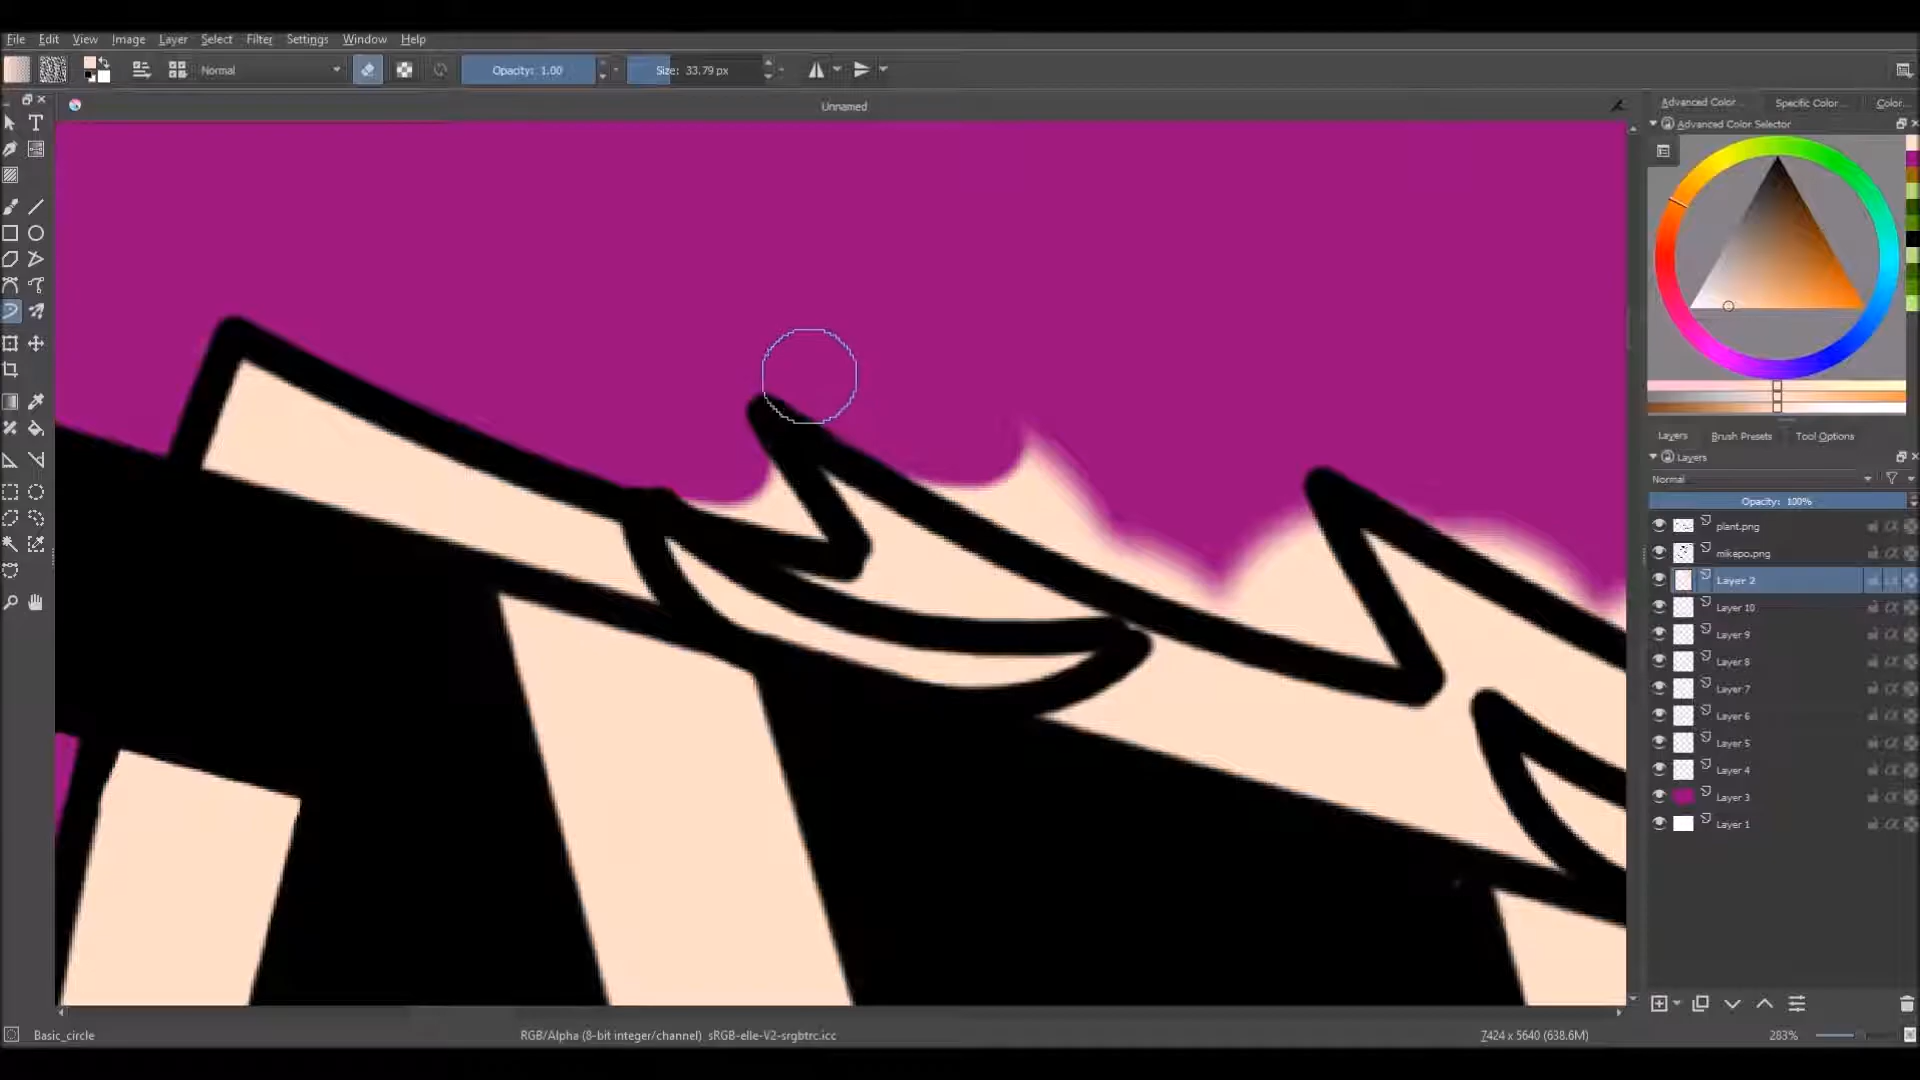 File Edit View Image Layer Select Filter Settings Window Help
Normal Opacity: 1.00 Size: 33.79 px
Unnamed
Advanced Color... Specific Color... Color...
Advanced Color Selector
Layers Brush Presets Tool Options
Layers
Normal
Opacity: 100%
plant.png
mikepo.png
Layer 2
Layer 10
Layer 9
Layer 8
Layer 7
Layer 6
Layer 5
Layer 4
Layer 3
Layer 1
Basic_circle RGB/Alpha (8-bit integer/channel) sRGB-elle-V2-srgbtrc.icc 7424 x 5640 (638.6M) 283%